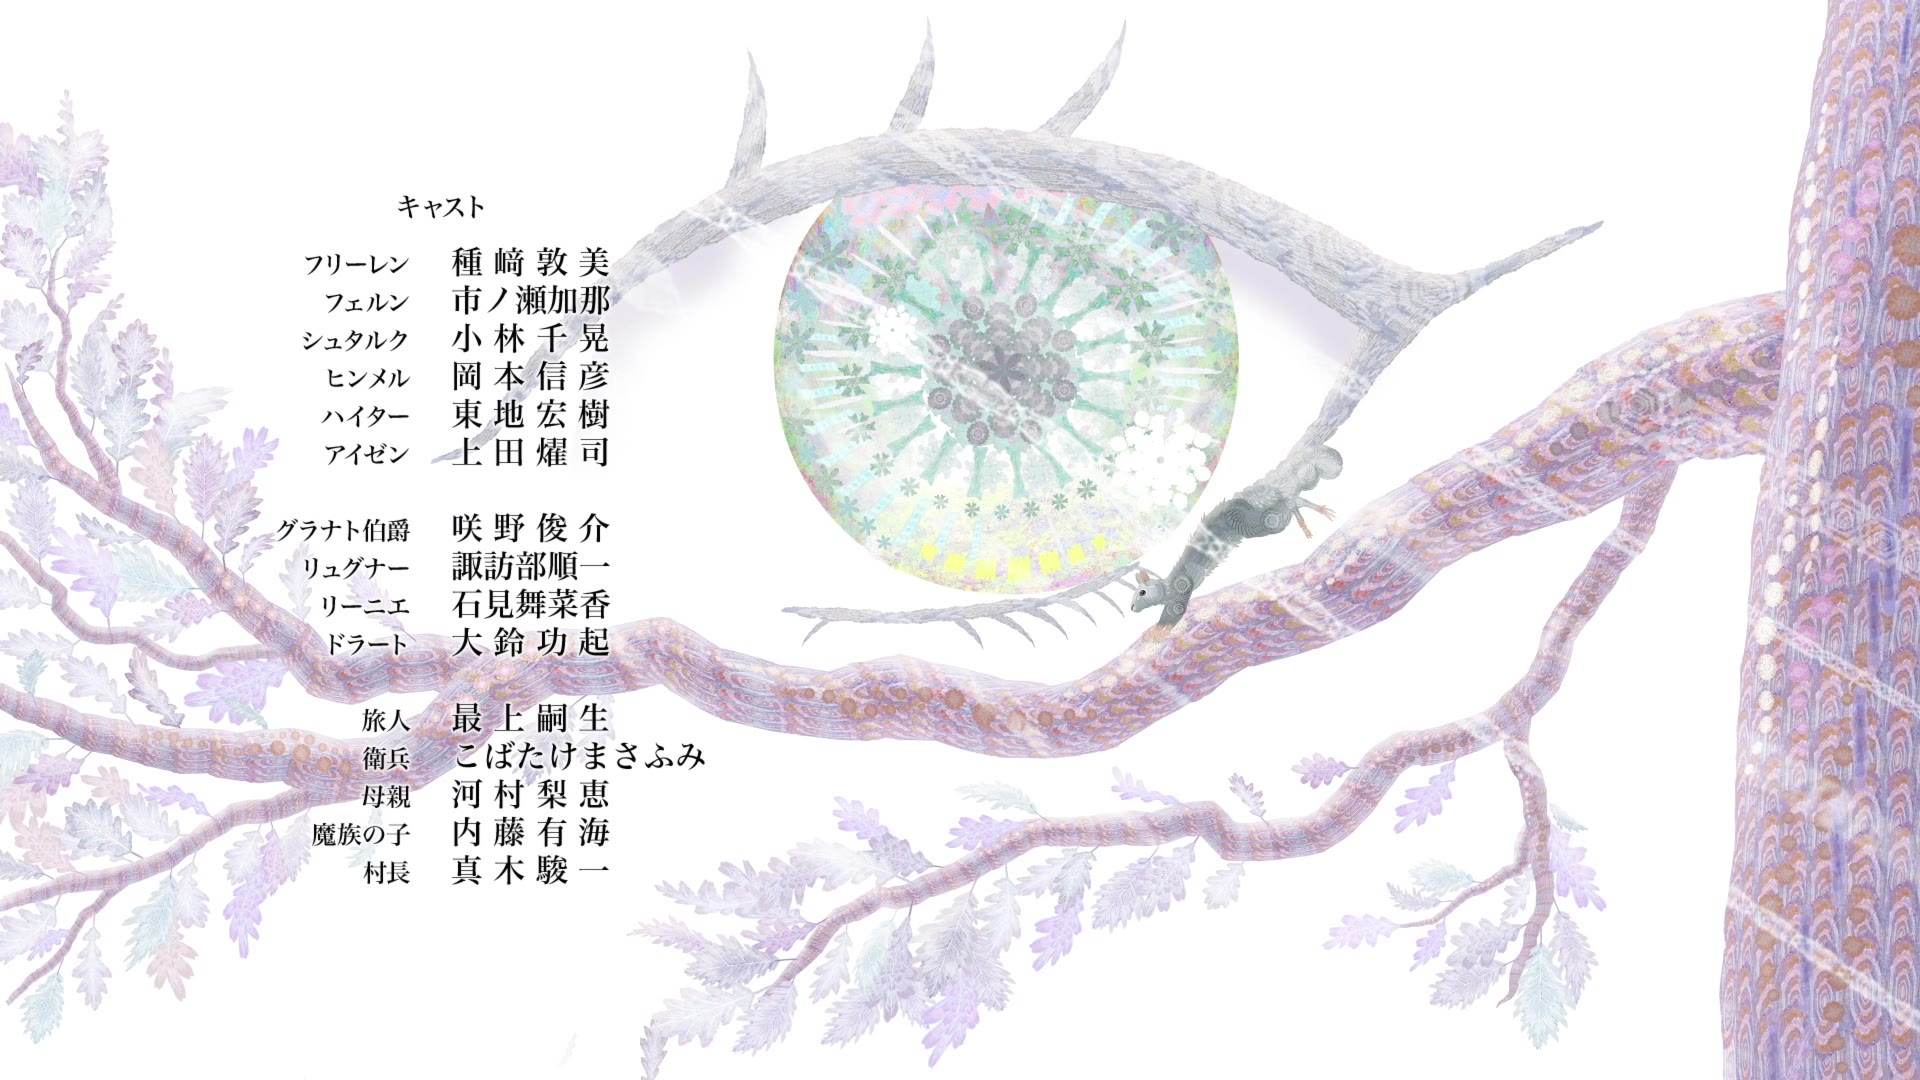 キャスト
フリーレン 種﨑敦美
フェルン 市ノ瀬加那
シュタルク 小林千晃
ヒンメル 岡本信彦
ハイター 東地宏樹
アイゼン 上田燿司
グラナト伯爵 咲野俊介
リュグナー 諏訪部順一
リーニエ 石見舞菜香
ドラート 大鈴功起
旅人 最上嗣生
衛兵 こばたけまさふみ
母親 河村梨恵
魔族の子 内藤有海
村長 真木駿一